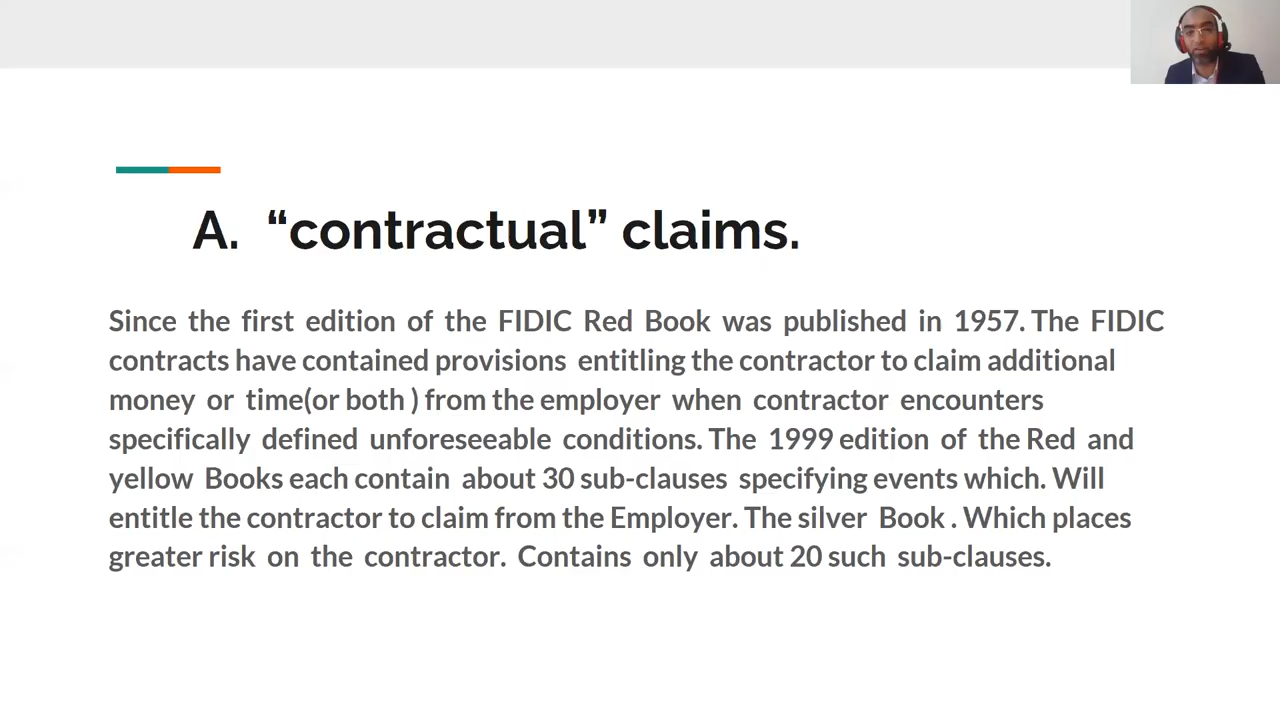 A. “contractual” claims.
Since the first edition of the FIDIC Red Book was published in 1957. The FIDIC
contracts have contained provisions entitling the contractor to claim additional
money or time(or both ) from the employer when contractor encounters
specifically defined unforeseeable conditions. The 1999 edition of the Red and
yellow Books each contain about 30 sub-clauses specifying events which. Will
entitle the contractor to claim from the Employer. The silver Book . Which places
greater risk on the contractor. Contains only about 20 such sub-clauses.